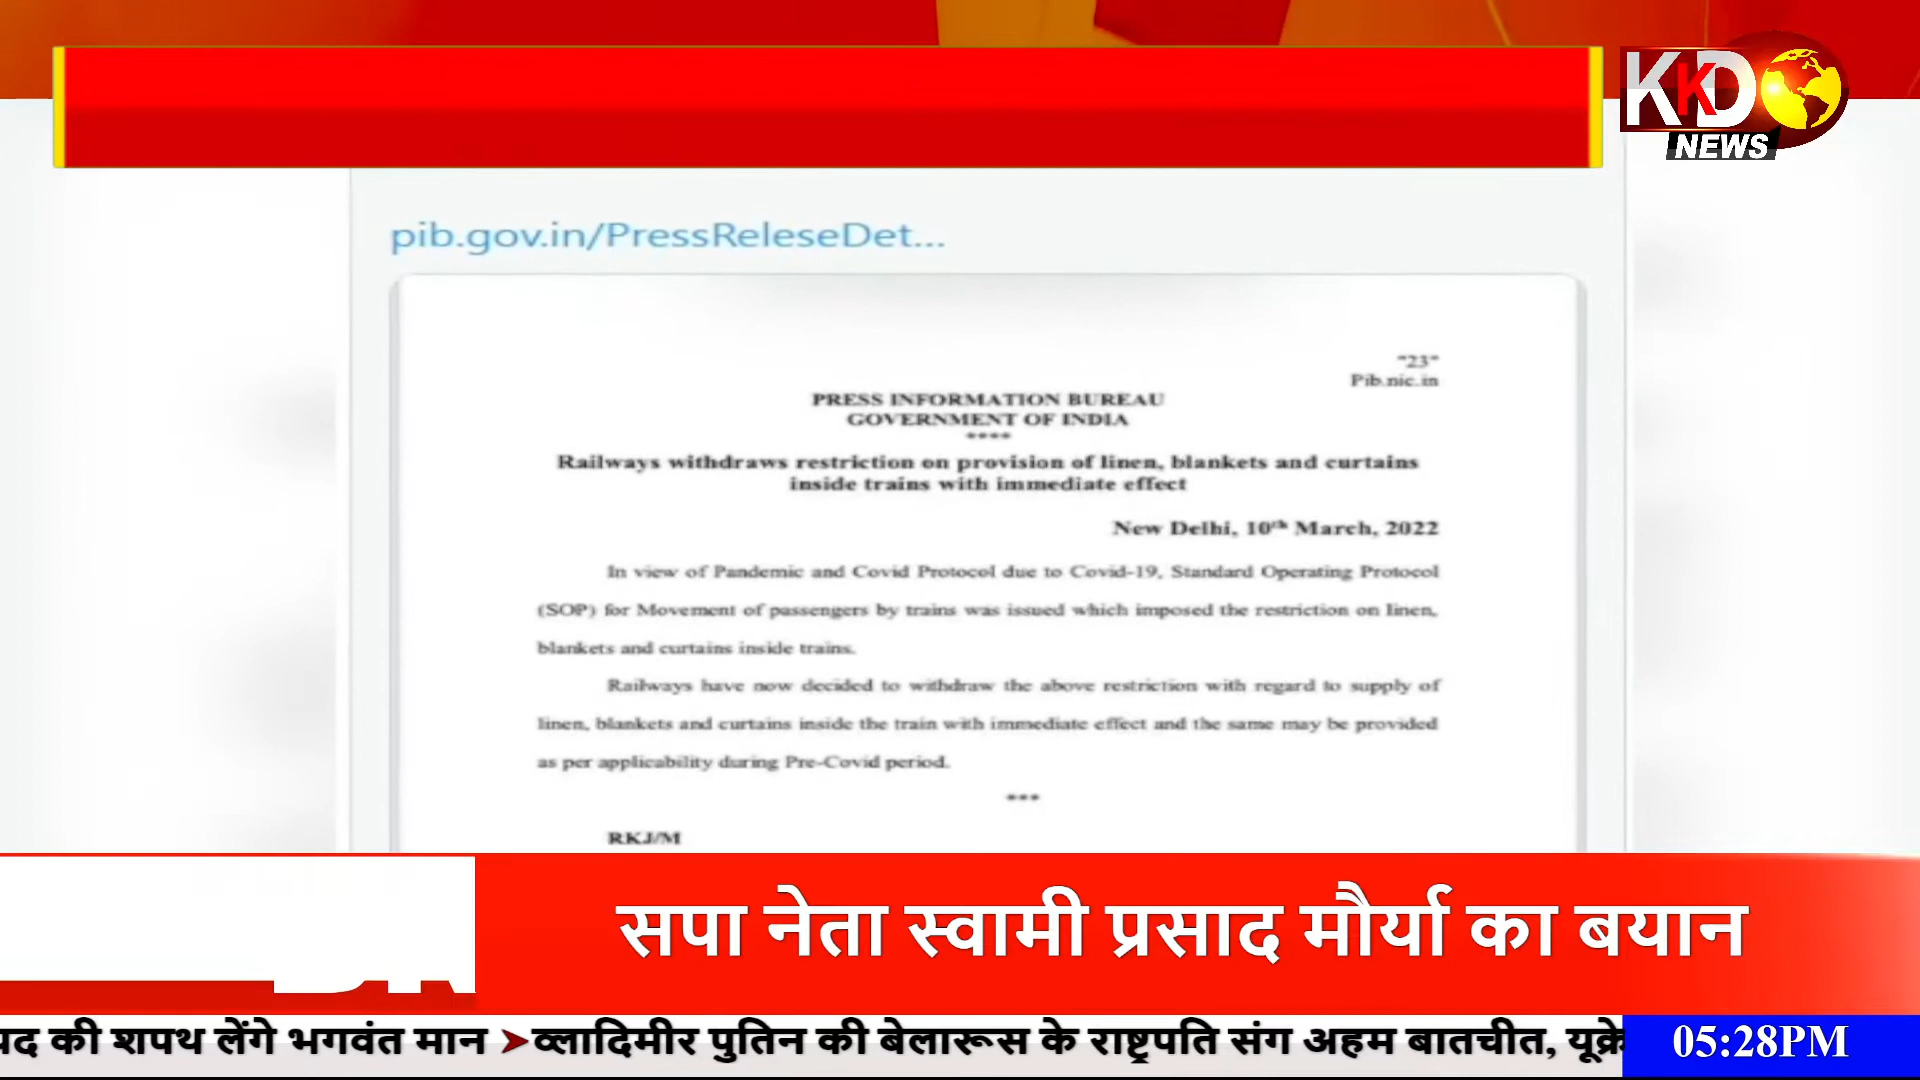 KKD
NEWS
pib.gov.in/PressReleseDet...
"23"
Pib.nic.in
PRESS INFORMATION BUREAU
GOVERNMENT OF INDIA
****
Railways withdraws restriction on provision of linen, blankets and curtains
inside trains with immediate effect
New Delhi, 10th March, 2022
In view of Pandemic and Covid Protocol due to Covid-19, Standard Operating Protocol
(SOP) for Movement of passengers by trains was issued which imposed the restriction on linen,
blankets and curtains inside trains.
Railways have now decided to withdraw the above restriction with regard to supply of
linen, blankets and curtains inside the train with immediate effect and the same may be provided
as per applicability during Pre-Covid period.
***
RKJ/M
सपा नेता स्वामी प्रसाद मौर्या का बयान
पद की शपथ लेंगे भगवंत मान ➤व्लादिमीर पुतिन की बेलारूस के राष्ट्रपति संग अहम बातचीत, यूक्रे
05:28PM